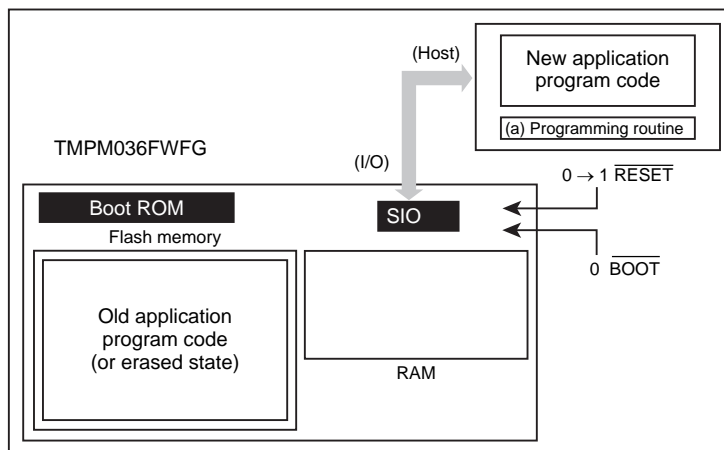 (Host)
New application
program code
(a) Programming routine
TMPM036FWFG
(I/O)
0 → 1 RESET
Boot ROM
SIO
Flash memory
0 BOOT
Old application
program code
(or erased state)
RAM